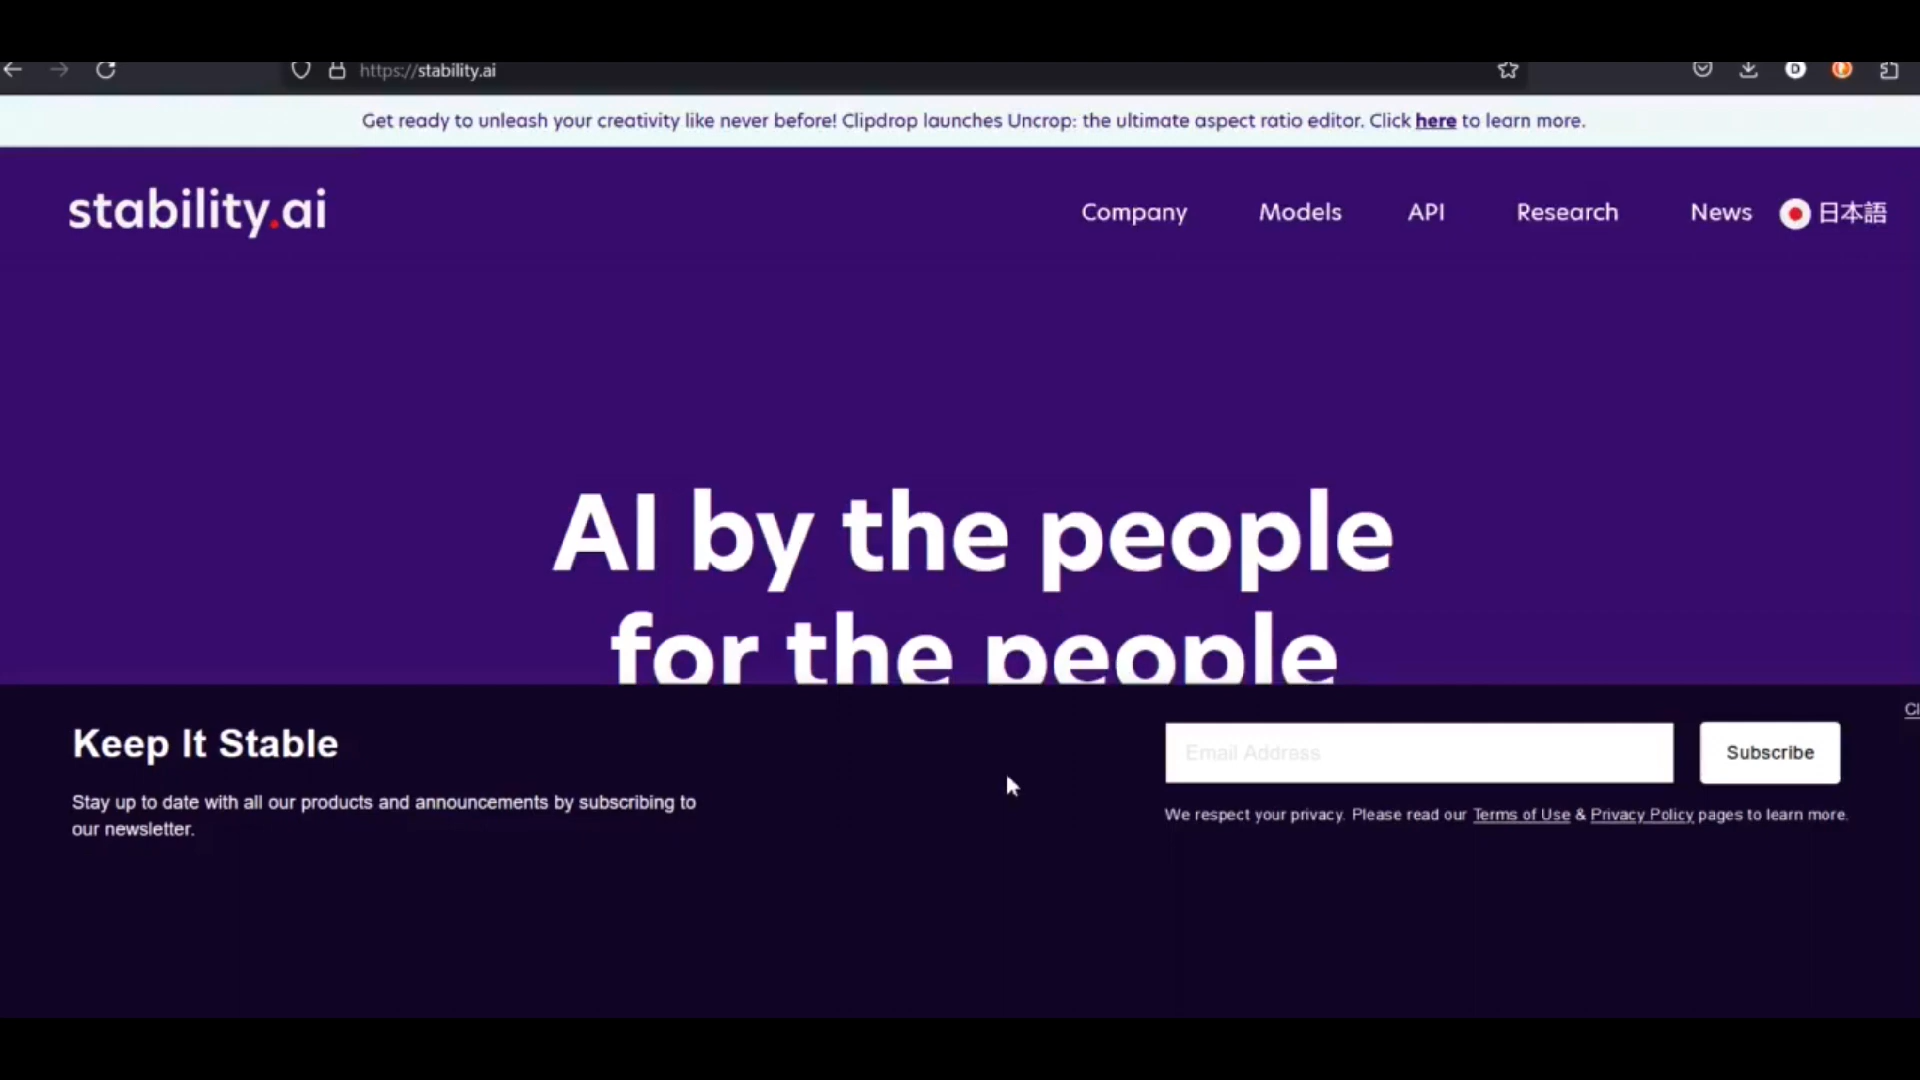 https://stability.ai
Get ready to unleash your creativity like never before! Clipdrop launches Uncrop: the ultimate aspect ratio editor. Click here to learn more.
stability.ai
Company Models API Research News 日本語
AI by the people
for the people
Keep It Stable
Stay up to date with all our products and announcements by subscribing to
our newsletter.
Email Address
Subscribe
We respect your privacy. Please read our Terms of Use & Privacy Policy pages to learn more.